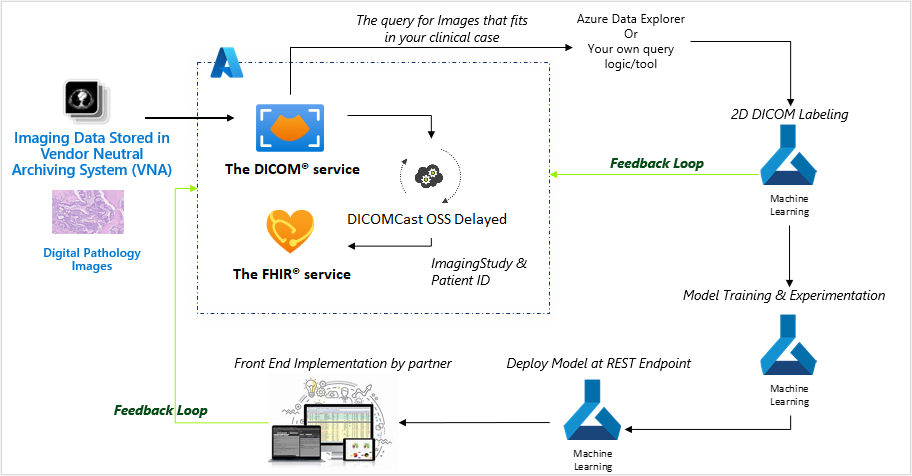 The query for Images that fits
in your clinical case
Azure Data Explorer
Or
Your own query
logic/tool
Imaging Data Stored in
Vendor Neutral
Archiving System (VNA)
Digital Pathology
Images
The DICOM® service
DICOMCast OSS Delayed
The FHIR® service
ImagingStudy &
Patient ID
Feedback Loop
2D DICOM Labeling
Machine
Learning
Model Training & Experimentation
Machine
Learning
Deploy Model at REST Endpoint
Machine
Learning
Front End Implementation by partner
Feedback Loop